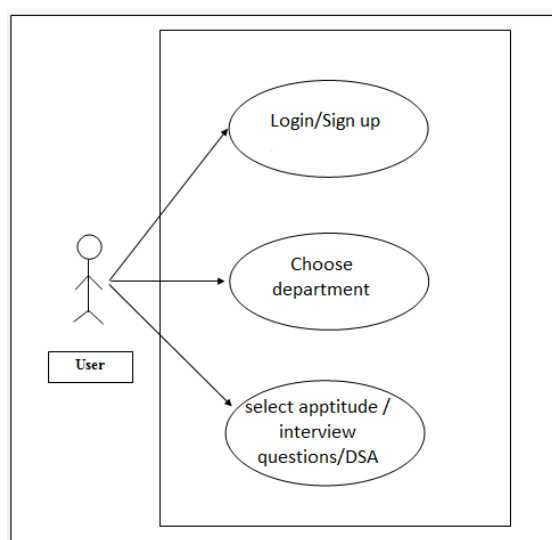 Login/Sign up
Choose
department
User
select apptitude /
interview
questions/DSA